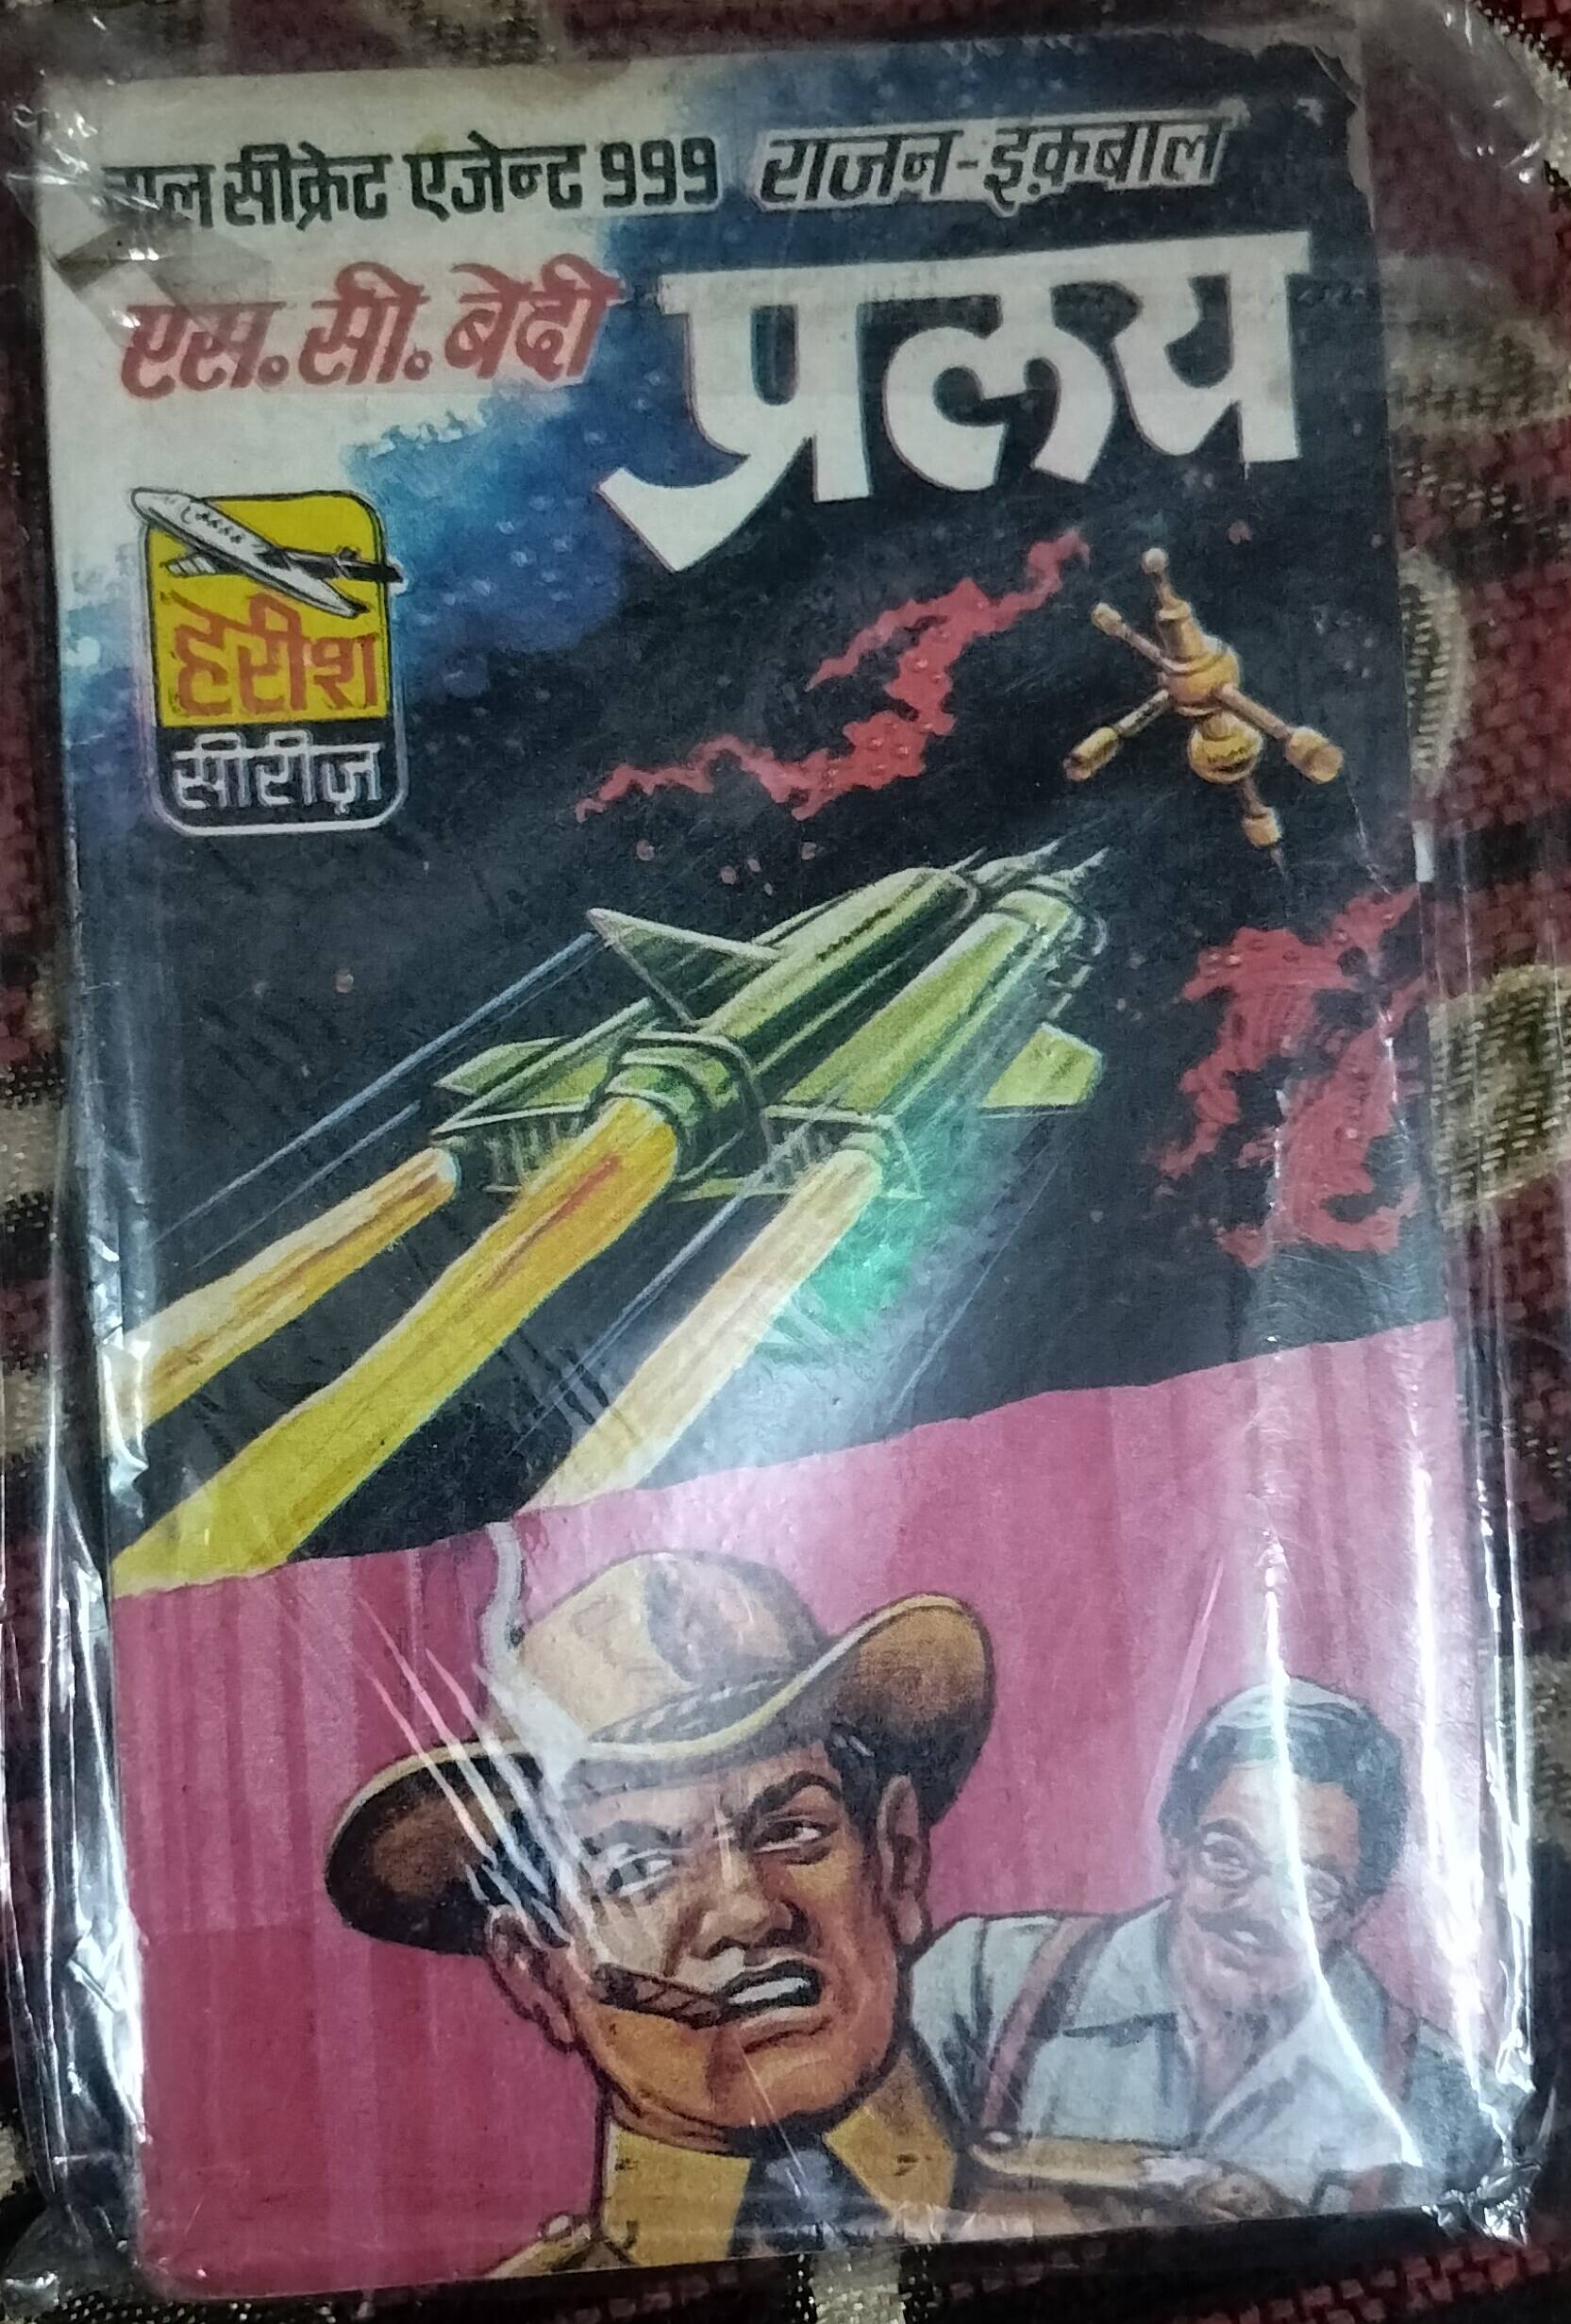 बाल सीक्रेट एजेन्ट 999 राजन-इक़बाल
एस. सी. बेदी
प्रलय
हरीश
सीरीज़